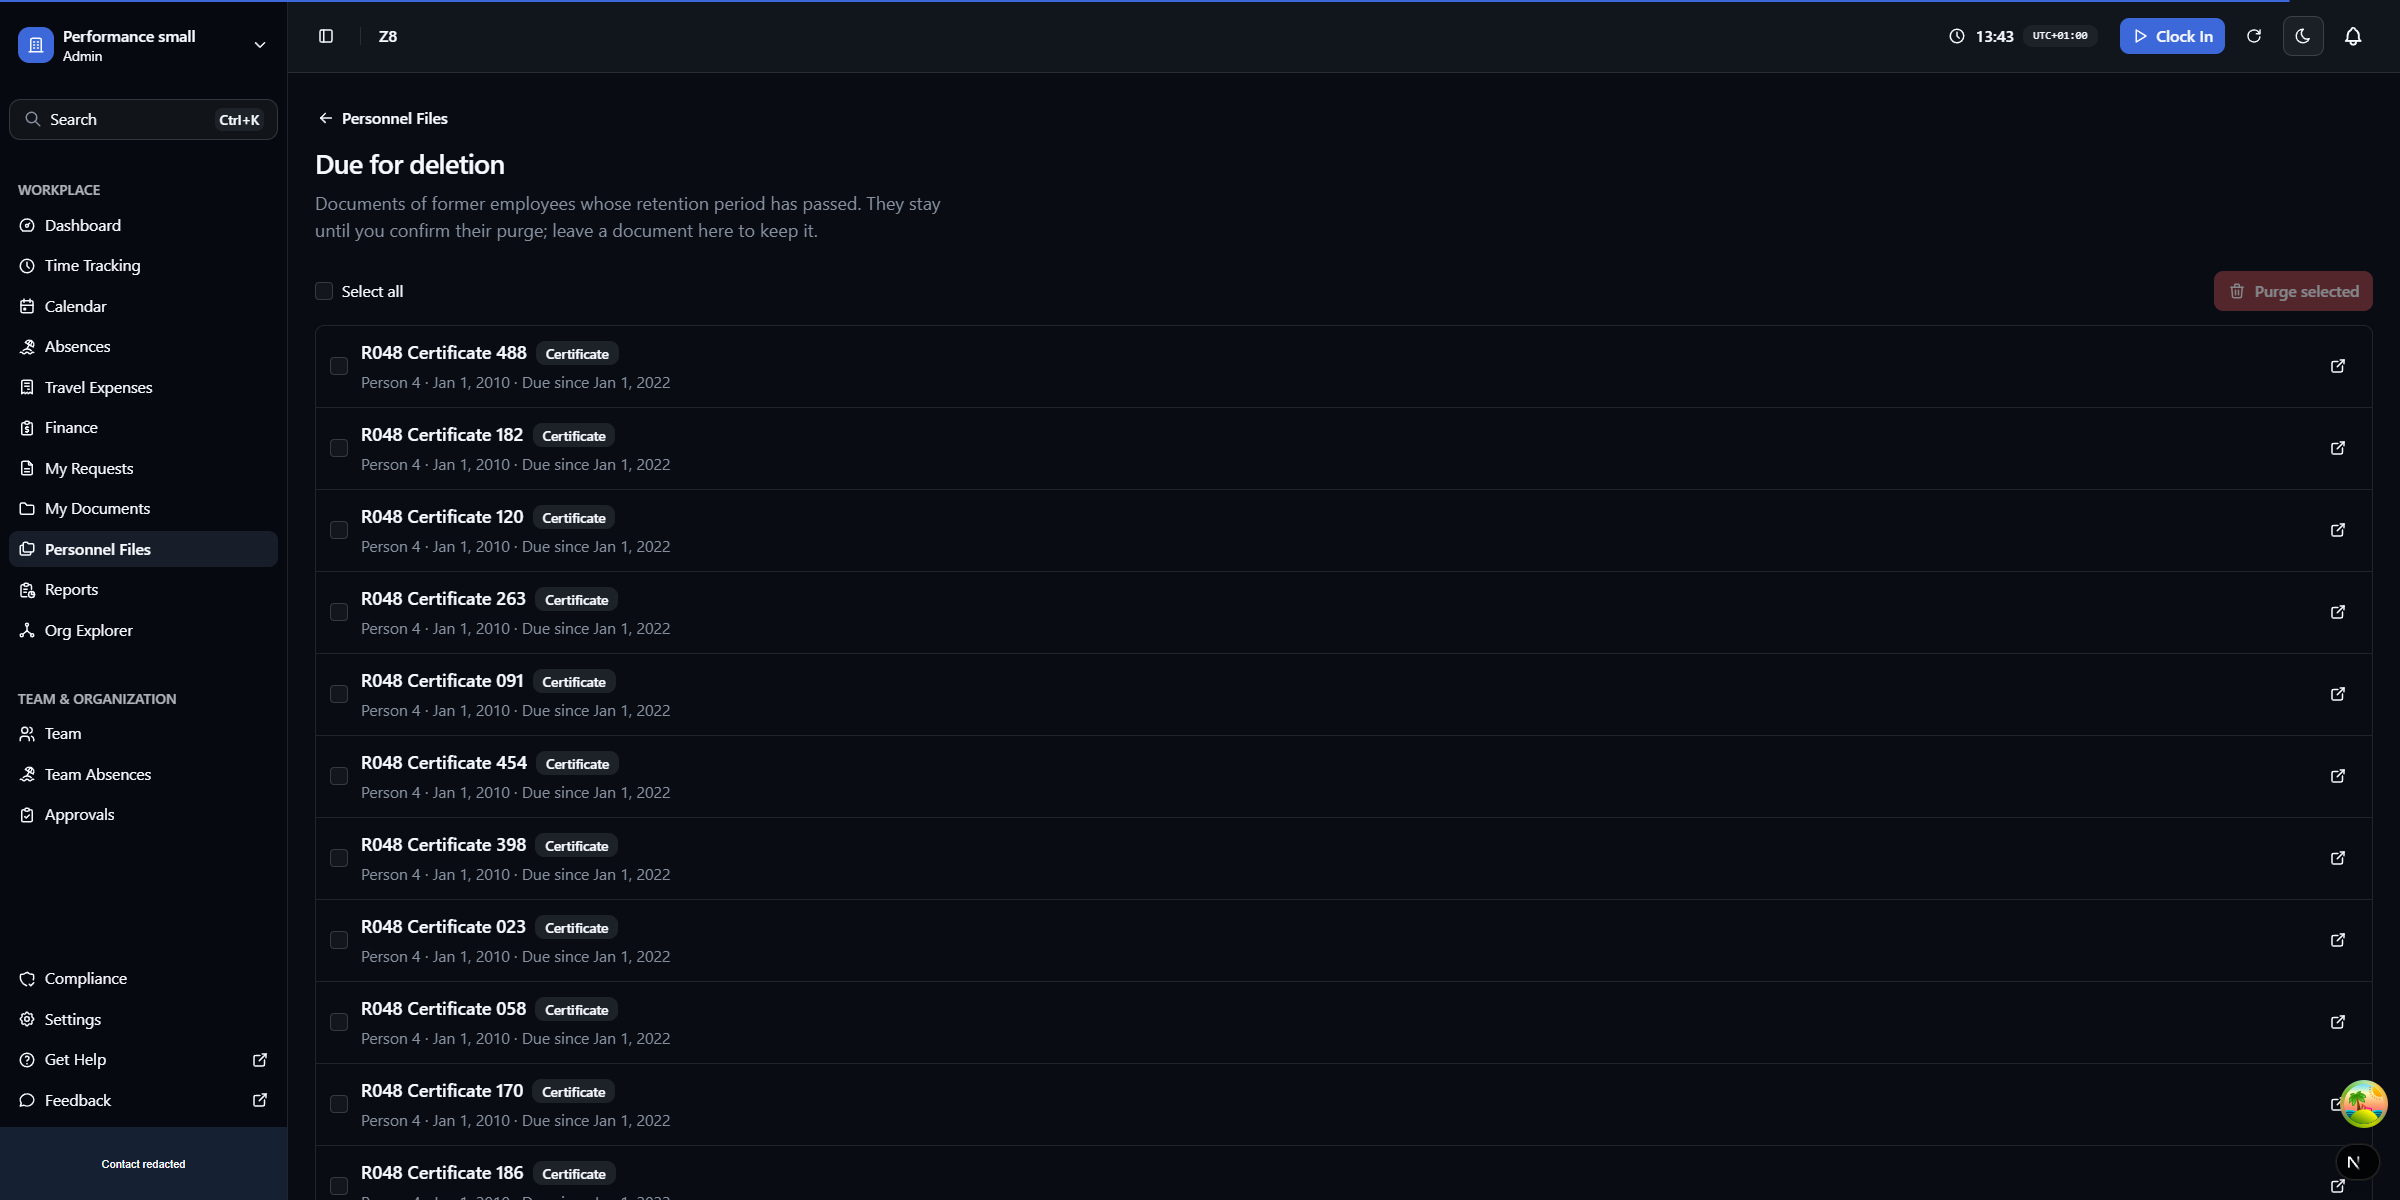 Performance small
Admin
Search
Ctrl+K
WORKPLACE
Dashboard
Time Tracking
Calendar
Absences
Travel Expenses
Finance
My Requests
My Documents
Personnel Files
Reports
Org Explorer
TEAM & ORGANIZATION
Team
Team Absences
Approvals
Compliance
Settings
Get Help
Feedback
Contact redacted
Z8
13:43 UTC+01:00
Clock In
Personnel Files
Due for deletion
Documents of former employees whose retention period has passed. They stay
until you confirm their purge; leave a document here to keep it.
Select all
Purge selected
R048 Certificate 488 Certificate
Person 4 · Jan 1, 2010 · Due since Jan 1, 2022
R048 Certificate 182 Certificate
Person 4 · Jan 1, 2010 · Due since Jan 1, 2022
R048 Certificate 120 Certificate
Person 4 · Jan 1, 2010 · Due since Jan 1, 2022
R048 Certificate 263 Certificate
Person 4 · Jan 1, 2010 · Due since Jan 1, 2022
R048 Certificate 091 Certificate
Person 4 · Jan 1, 2010 · Due since Jan 1, 2022
R048 Certificate 454 Certificate
Person 4 · Jan 1, 2010 · Due since Jan 1, 2022
R048 Certificate 398 Certificate
Person 4 · Jan 1, 2010 · Due since Jan 1, 2022
R048 Certificate 023 Certificate
Person 4 · Jan 1, 2010 · Due since Jan 1, 2022
R048 Certificate 058 Certificate
Person 4 · Jan 1, 2010 · Due since Jan 1, 2022
R048 Certificate 170 Certificate
Person 4 · Jan 1, 2010 · Due since Jan 1, 2022
R048 Certificate 186 Certificate
N